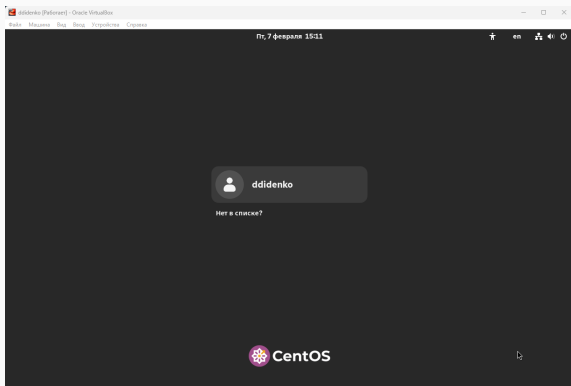 ddidenko [Работает] - Oracle VirtualBox
Файл Машина Вид Ввод Устройства Справка
Пт, 7 февраля 15:11
en
ddidenko
Нет в списке?
CentOS